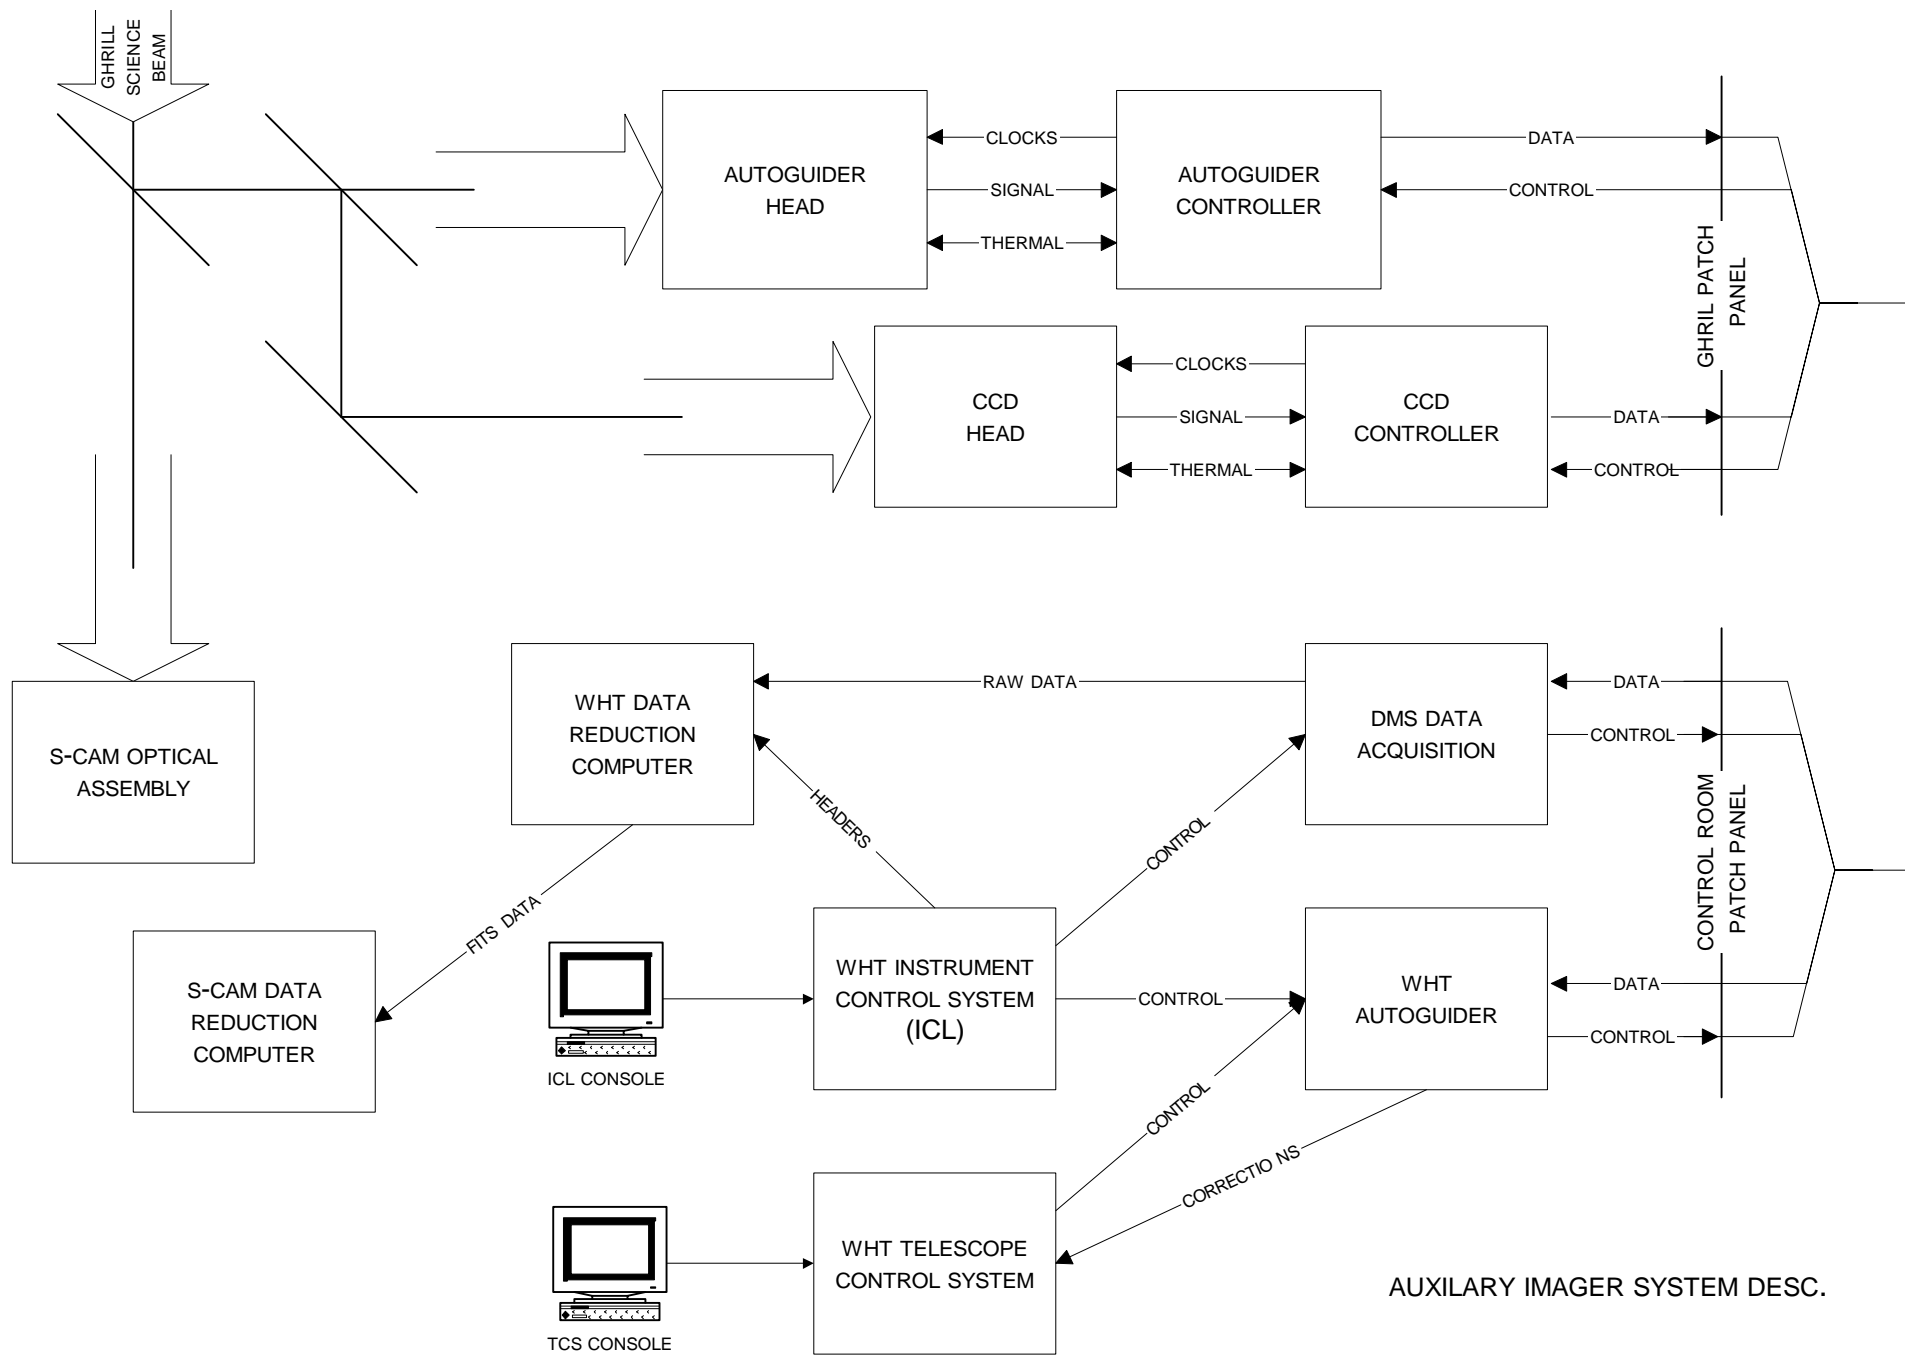 GHRILL
SCIENCE
BEAM
AUTOGUIDER
HEAD
CLOCKS
SIGNAL
THERMAL
AUTOGUIDER
CONTROLLER
DATA
CONTROL
GHRIL PATCH
PANEL
CCD
HEAD
CLOCKS
SIGNAL
THERMAL
CCD
CONTROLLER
DATA
CONTROL
S-CAM OPTICAL
ASSEMBLY
WHT DATA
REDUCTION
COMPUTER
RAW DATA
DMS DATA
ACQUISITION
DATA
CONTROL
CONTROL ROOM
PATCH PANEL
HEADERS
CONTROL
FITS DATA
S-CAM DATA
REDUCTION
COMPUTER
ICL CONSOLE
WHT INSTRUMENT
CONTROL SYSTEM
(ICL)
CONTROL
WHT
AUTOGUIDER
DATA
CONTROL
CONTROL
CORRECTIO NS
TCS CONSOLE
WHT TELESCOPE
CONTROL SYSTEM
AUXILARY IMAGER SYSTEM DESC.